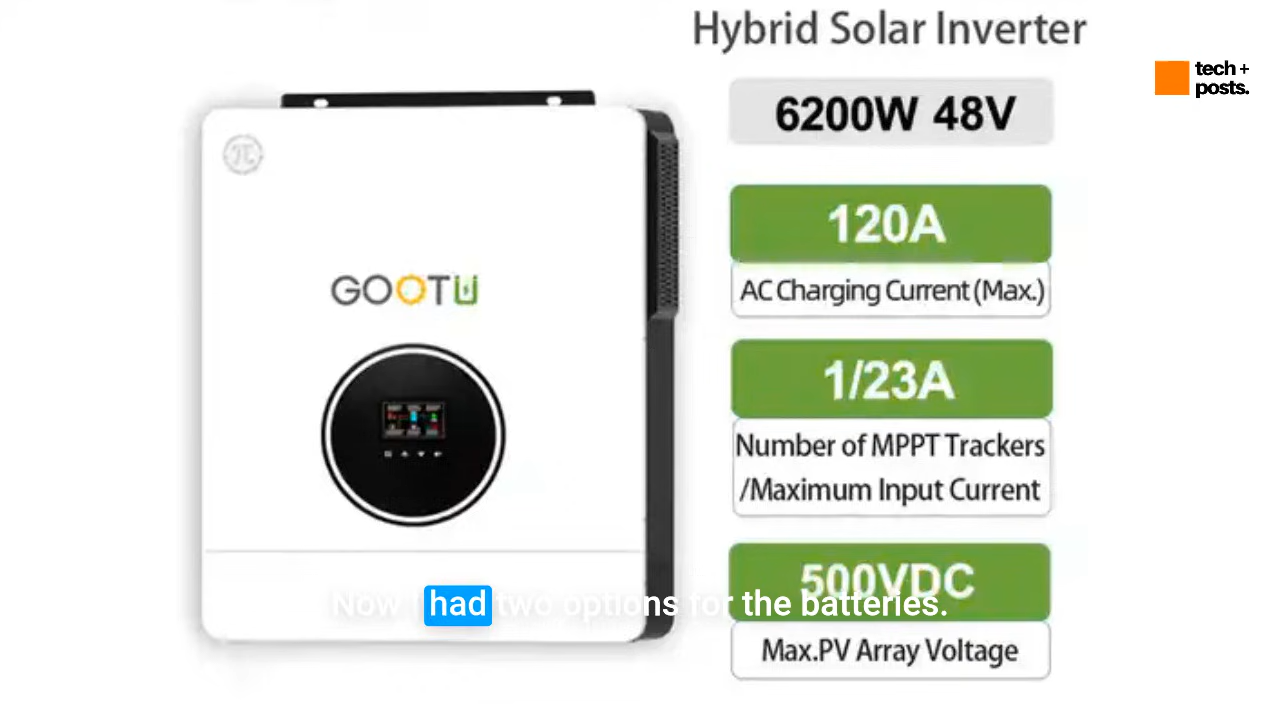 Hybrid Solar Inverter
tech +
posts.
6200W 48V
120A
AC Charging Current (Max.)
GOOTU
1/23A
Number of MPPT Trackers
/Maximum Input Current
500VDC
Now I had two options for the batteries.
Max.PV Array Voltage